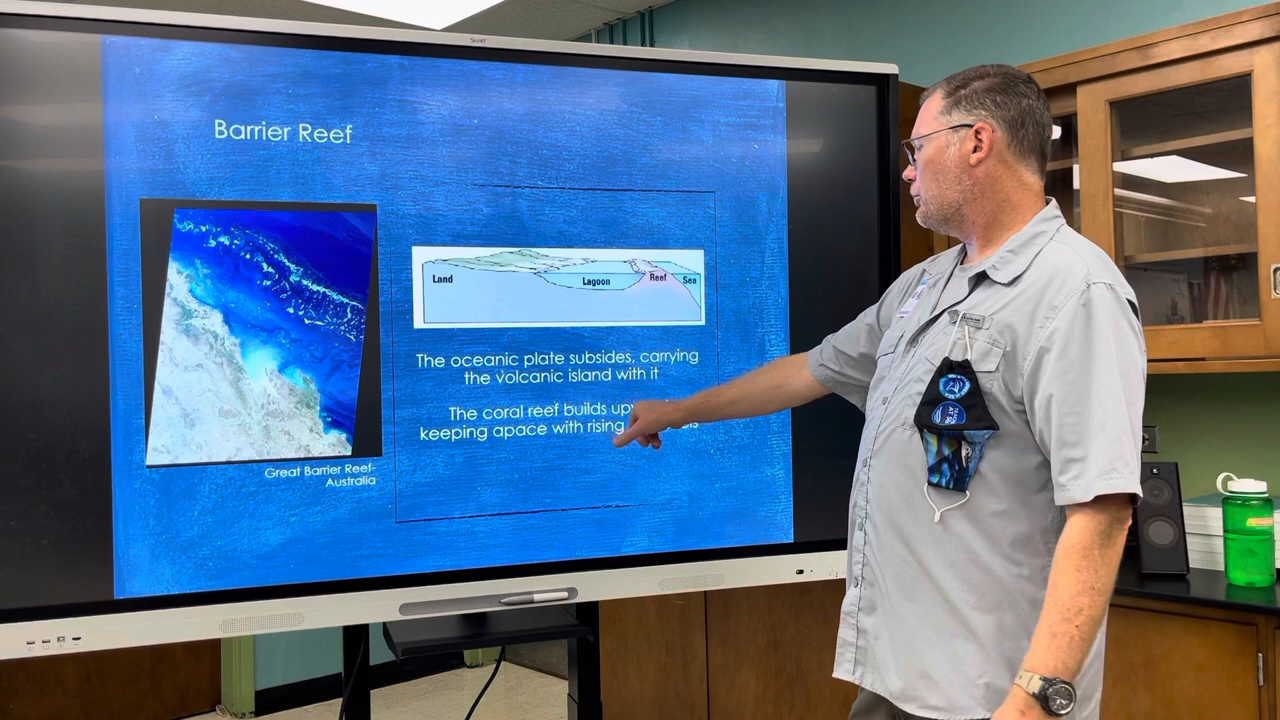 SMART
Barrier Reef
Land
Lagoon
Reef
Sea
The oceanic plate subsides, carrying
the volcanic island with it
The coral reef builds
keeping apace with rising
Great Barrier Reef-
Australia